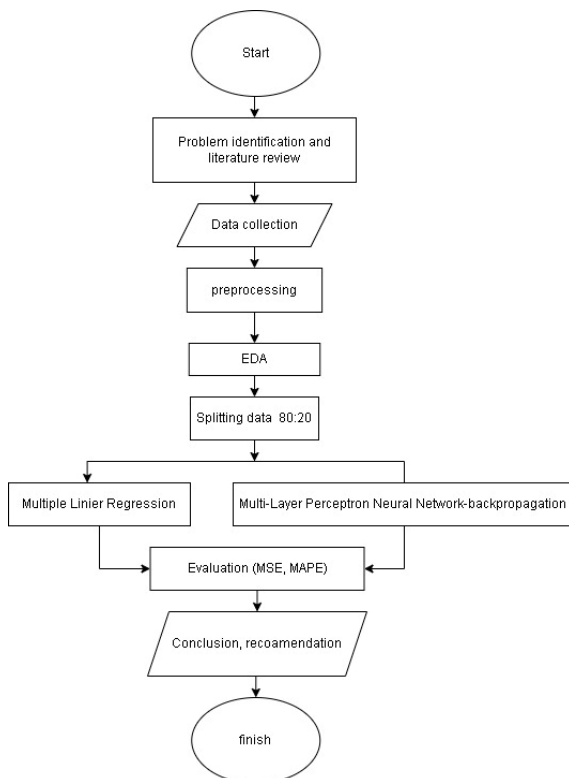 Start
Problem identification and
literature review
Data collection
preprocessing
EDA
Splitting data 80:20
Multiple Linier Regression
Multi-Layer Perceptron Neural Network-backpropagation
Evaluation (MSE, MAPE)
Conclusion, recoamendation
finish